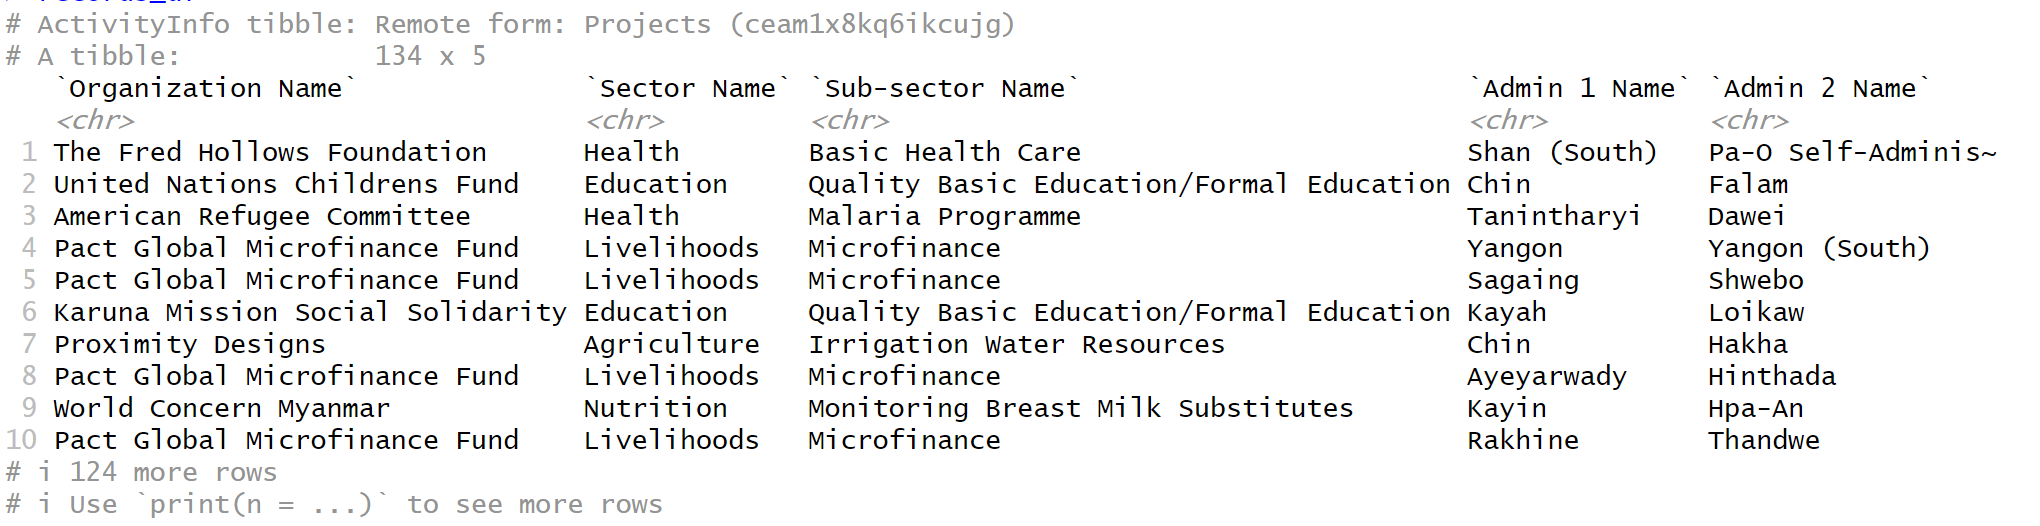 # ActivityInfo tibble: Remote form: Projects (ceam1x8kq6ikcujg)
# A tibble:            134 x 5
   `Organization Name`              `Sector Name` `Sub-sector Name`                       `Admin 1 Name` `Admin 2 Name`
   <chr>                            <chr>         <chr>                                   <chr>          <chr>
 1 The Fred Hollows Foundation      Health        Basic Health Care                       Shan (South)   Pa-O Self-Adminis~
 2 United Nations Childrens Fund    Education     Quality Basic Education/Formal Education Chin           Falam
 3 American Refugee Committee       Health        Malaria Programme                       Tanintharyi    Dawei
 4 Pact Global Microfinance Fund    Livelihoods   Microfinance                            Yangon         Yangon (South)
 5 Pact Global Microfinance Fund    Livelihoods   Microfinance                            Sagaing        Shwebo
 6 Karuna Mission Social Solidarity Education     Quality Basic Education/Formal Education Kayah          Loikaw
 7 Proximity Designs                Agriculture   Irrigation Water Resources              Chin           Hakha
 8 Pact Global Microfinance Fund    Livelihoods   Microfinance                            Ayeyarwady     Hinthada
 9 World Concern Myanmar            Nutrition     Monitoring Breast Milk Substitutes      Kayin          Hpa-An
10 Pact Global Microfinance Fund    Livelihoods   Microfinance                            Rakhine        Thandwe
# i 124 more rows
# i Use `print(n = ...)` to see more rows